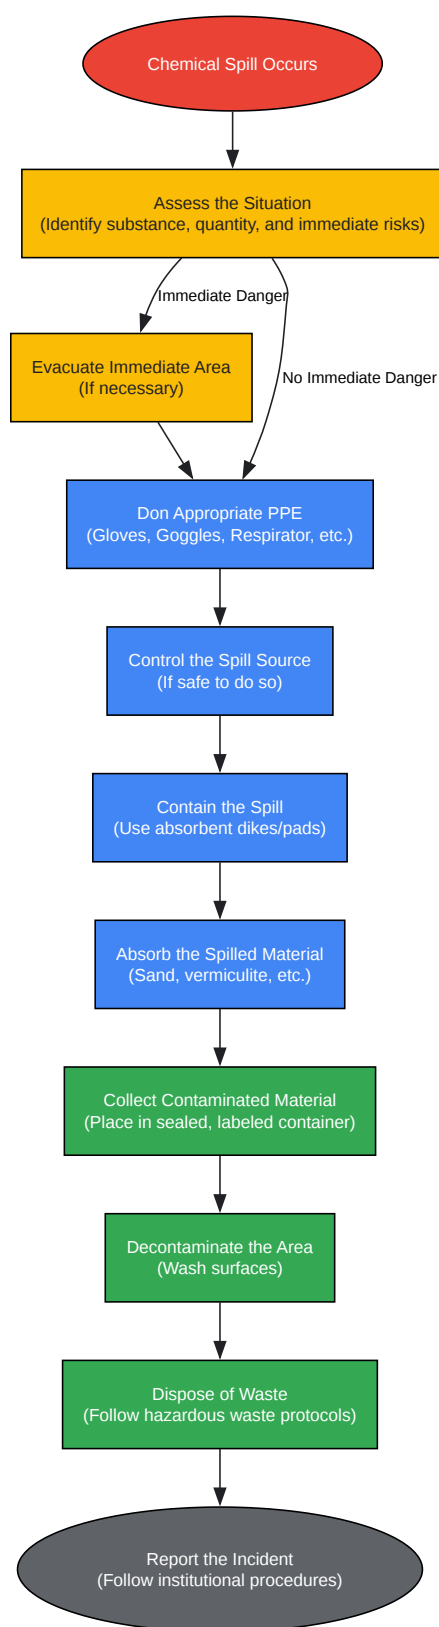 Chemical Spill Occurs
Assess the Situation
(Identify substance, quantity, and immediate risks)
Immediate Danger
Evacuate Immediate Area
(If necessary)
No Immediate Danger
Don Appropriate PPE
(Gloves, Goggles, Respirator, etc.)
Control the Spill Source
(If safe to do so)
Contain the Spill
(Use absorbent dikes/pads)
Absorb the Spilled Material
(Sand, vermiculite, etc.)
Collect Contaminated Material
(Place in sealed, labeled container)
Decontaminate the Area
(Wash surfaces)
Dispose of Waste
(Follow hazardous waste protocols)
Report the Incident
(Follow institutional procedures)